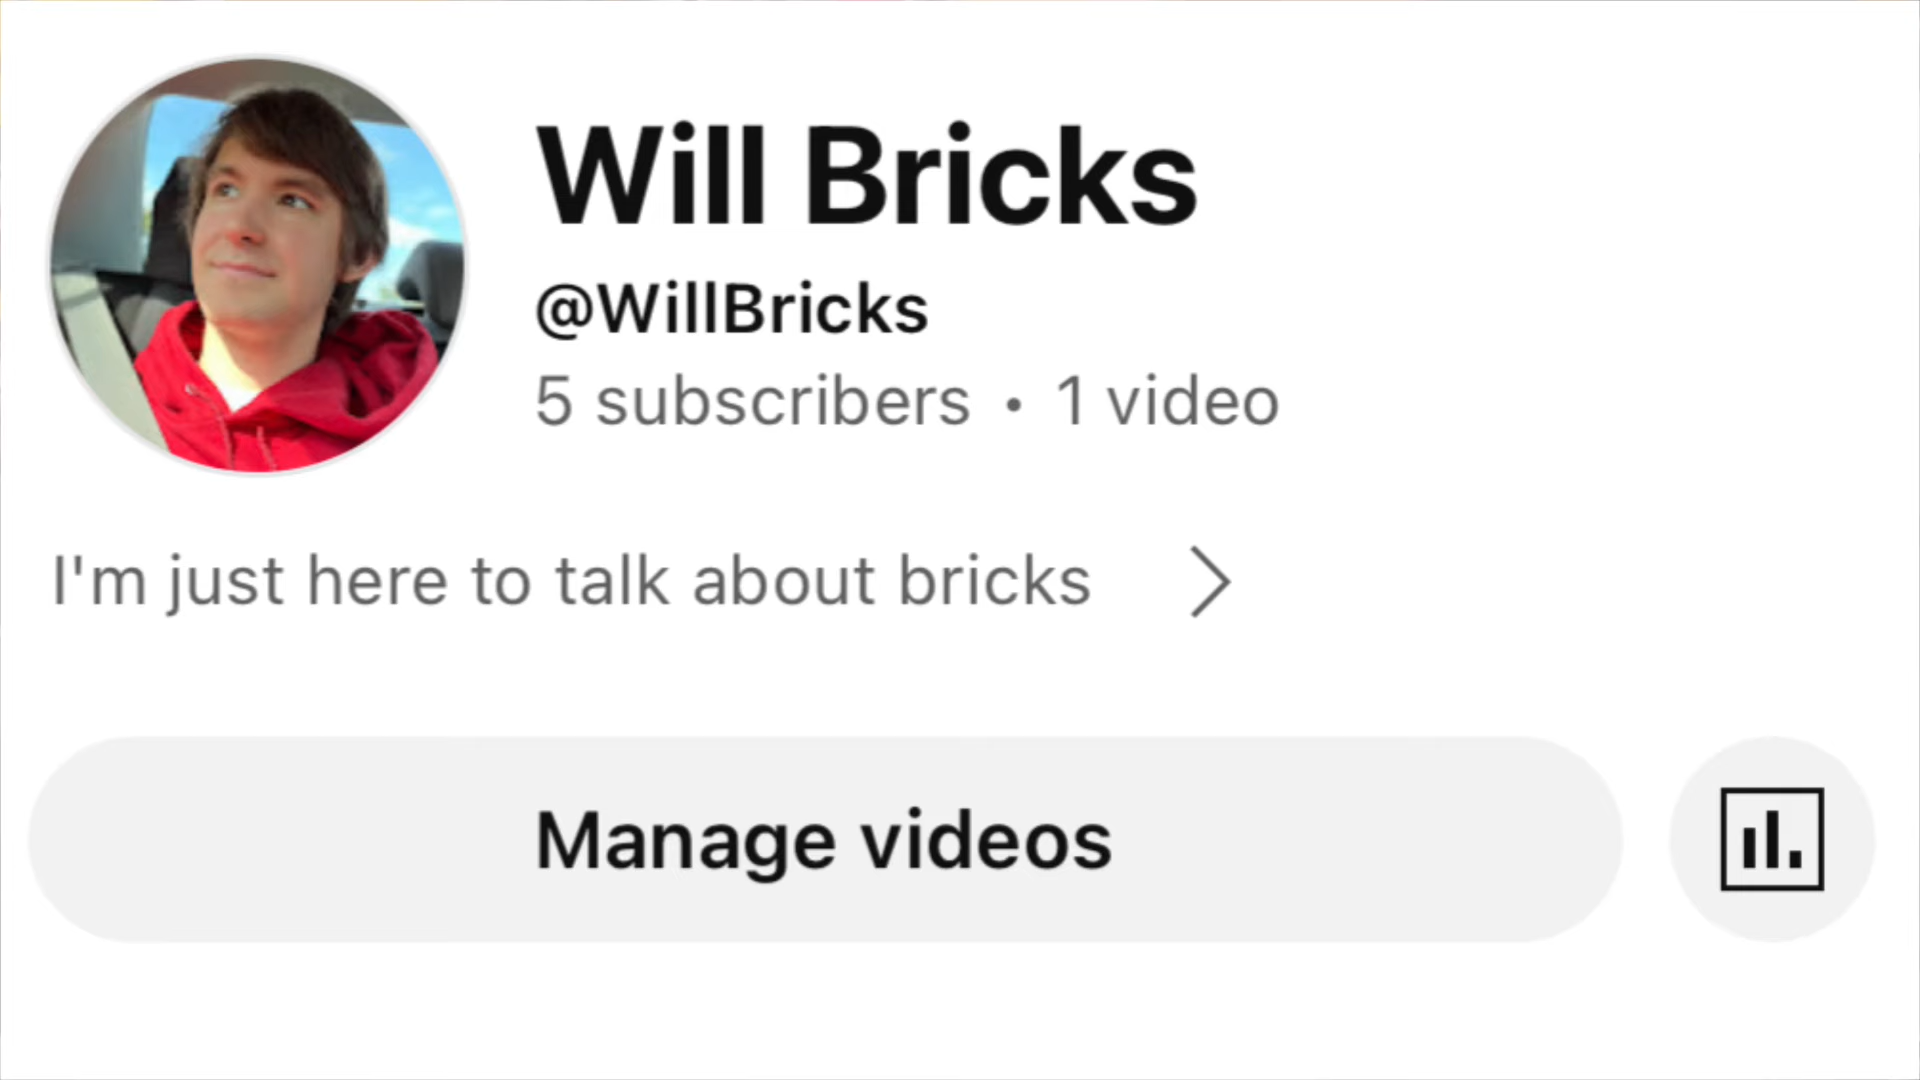 Will Bricks
@WillBricks
5 subscribers • 1 video
I'm just here to talk about bricks
Manage videos